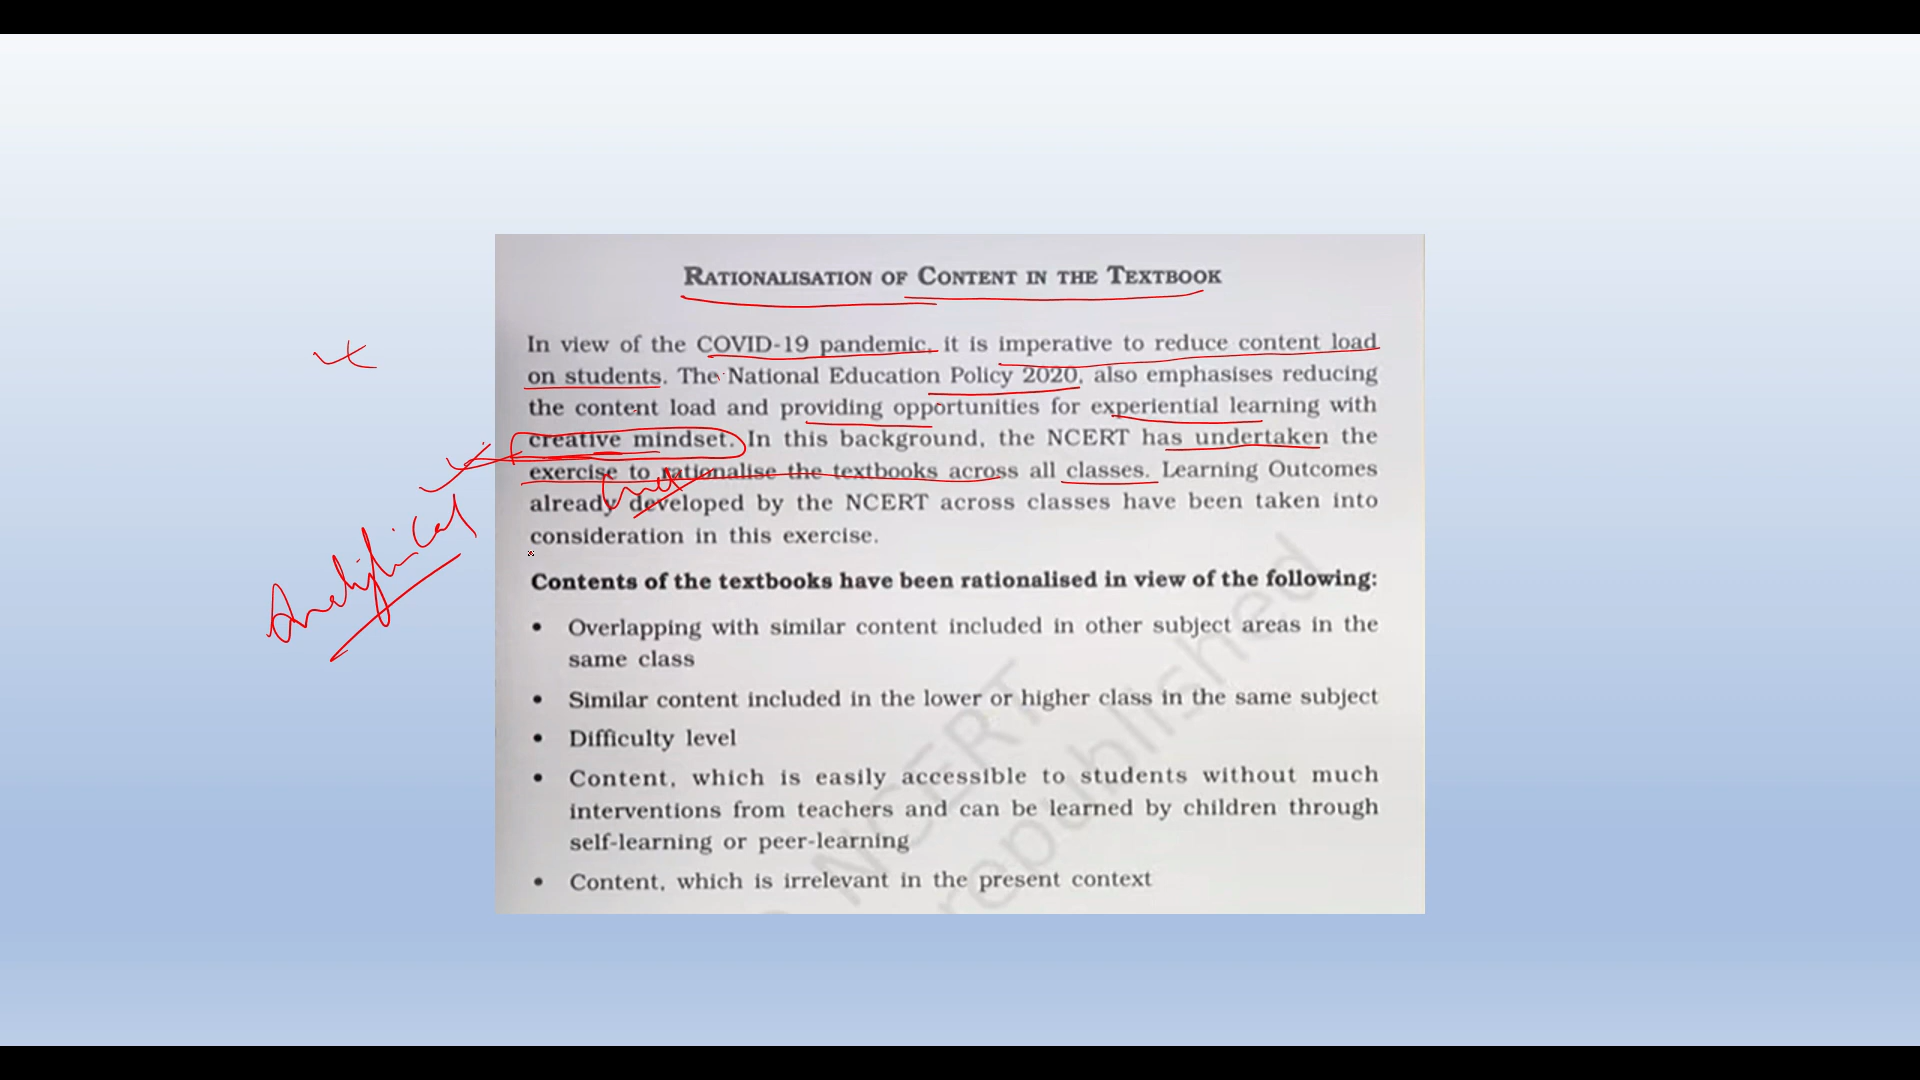 RATIONALISATION OF CONTENT IN THE TEXTBOOK
In view of the COVID-19 pandemic, it is imperative to reduce content load
on students. The National Education Policy 2020, also emphasises reducing
the content load and providing opportunities for experiential learning with
creative mindset. In this background, the NCERT has undertaken the
exercise to rationalise the textbooks across all classes. Learning Outcomes
already developed by the NCERT across classes have been taken into
consideration in this exercise.
Analytical
Contents of the textbooks have been rationalised in view of the following:
• Overlapping with similar content included in other subject areas in the
same class
• Similar content included in the lower or higher class in the same subject
• Difficulty level
• Content, which is easily accessible to students without much
interventions from teachers and can be learned by children through
self-learning or peer-learning
• Content, which is irrelevant in the present context
NCERT
republished